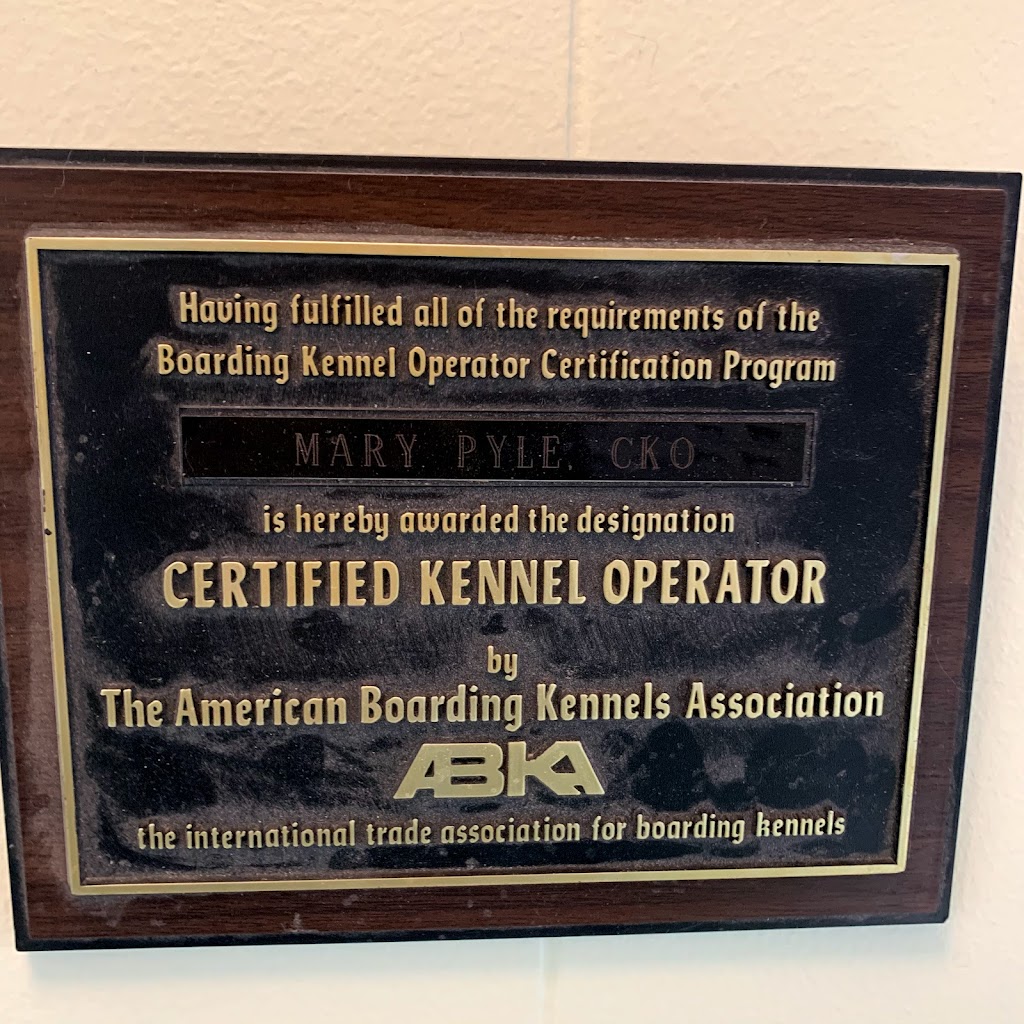 Having fulfilled all of the requirements of the
Boarding Kennel Operator Certification Program
MARY PYLE, CKO
is hereby awarded the designation
CERTIFIED KENNEL OPERATOR
by
The American Boarding Kennels Association
ABKA
the international trade association for boarding kennels